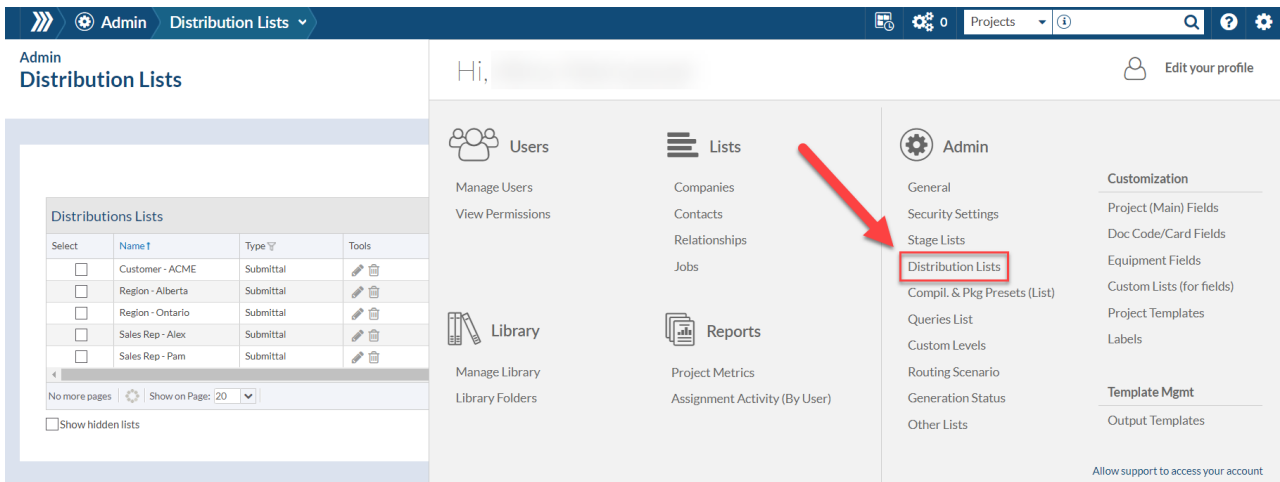 Admin
Distribution Lists
0
Projects
Admin
Distribution Lists
Hi,
Edit your profile
Distributions Lists
Select
Name
Type
Tools
Customer - ACME
Submittal
Region - Alberta
Submittal
Region - Ontario
Submittal
Sales Rep - Alex
Submittal
Sales Rep - Pam
Submittal
No more pages
Show on Page: 20
Show hidden lists
Users
Manage Users
View Permissions
Lists
Companies
Contacts
Relationships
Jobs
Library
Manage Library
Library Folders
Reports
Project Metrics
Assignment Activity (By User)
Admin
General
Security Settings
Stage Lists
Distribution Lists
Compil. & Pkg Presets (List)
Queries List
Custom Levels
Routing Scenario
Generation Status
Other Lists
Customization
Project (Main) Fields
Doc Code/Card Fields
Equipment Fields
Custom Lists (for fields)
Project Templates
Labels
Template Mgmt
Output Templates
Allow support to access your account